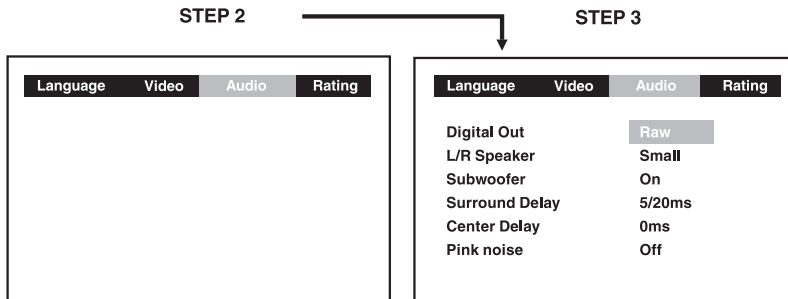 STEP 2
STEP 3
Language Video Audio Rating
Language Video Audio Rating
Digital Out Raw
L/R Speaker Small
Subwoofer On
Surround Delay 5/20ms
Center Delay 0ms
Pink noise Off